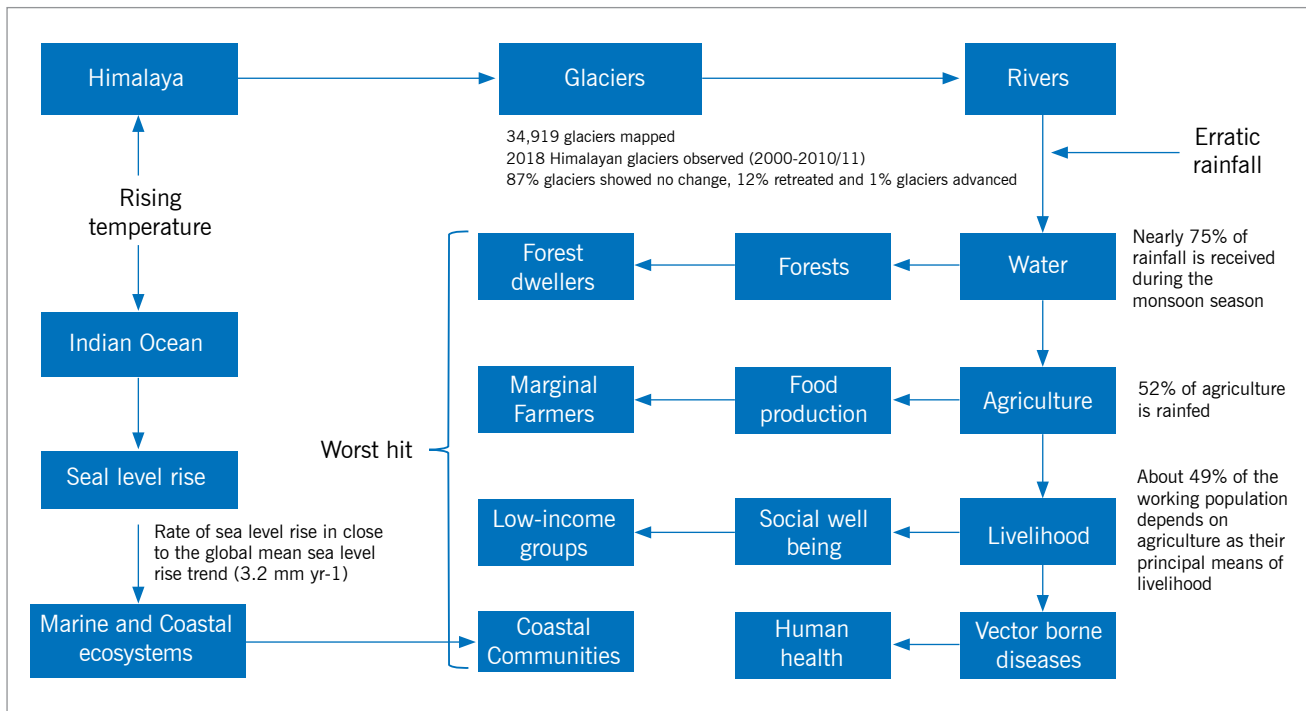 Himalaya
Glaciers
Rivers
34,919 glaciers mapped
2018 Himalayan glaciers observed (2000-2010/11)
87% glaciers showed no change, 12% retreated and 1% glaciers advanced
Erratic
rainfall
Rising
temperature
Forest
dwellers
Forests
Water
Nearly 75% of
rainfall is received
during the
monsoon season
Indian Ocean
Marginal
Farmers
Food
production
Agriculture
52% of agriculture
is rainfed
Worst hit
Seal level rise
Rate of sea level rise in close
to the global mean sea level
rise trend (3.2 mm yr-1)
Low-income
groups
Social well
being
Livelihood
About 49% of the
working population
depends on
agriculture as their
principal means of
livelihood
Marine and Coastal
ecosystems
Coastal
Communities
Human
health
Vector borne
diseases